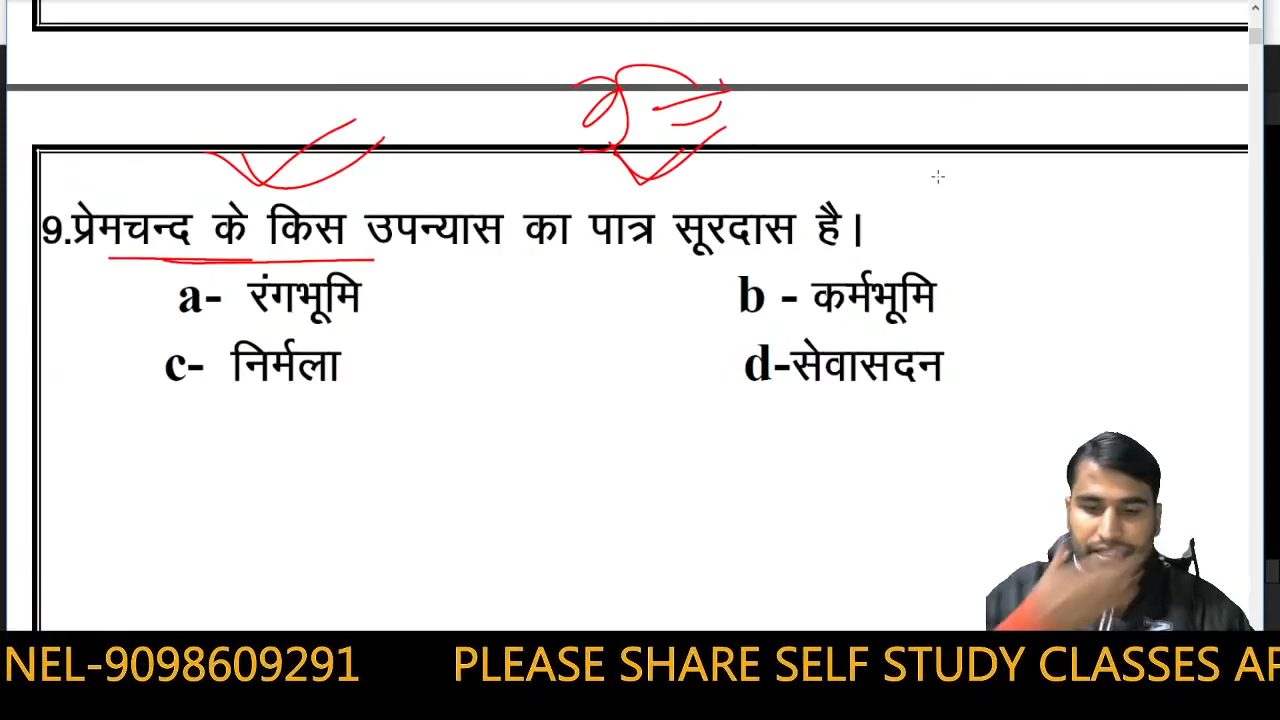 9.प्रेमचन्द के किस उपन्यास का पात्र सूरदास है।
a- रंगभूमि b - कर्मभूमि
c- निर्मला d-सेवासदन
NEL-9098609291 PLEASE SHARE SELF STUDY CLASSES AP